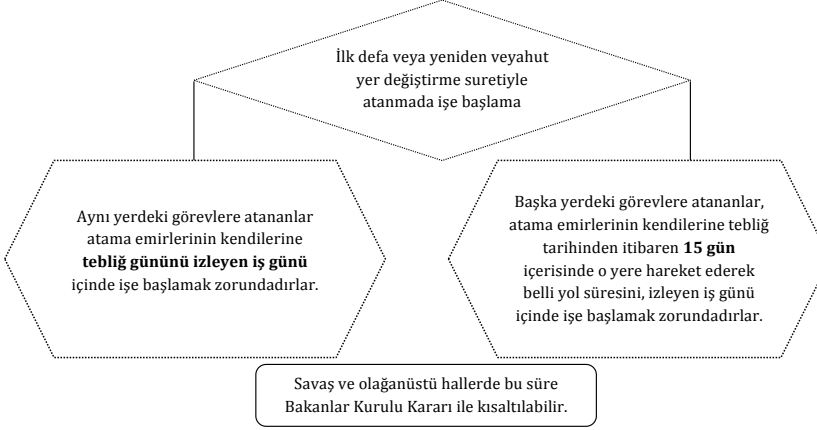 İlk defa veya yeniden veyahut
yer değiştirme suretiyle
atanmada işe başlama
Aynı yerdeki görevlere atananlar
atama emirlerinin kendilerine
tebliğ gününü izleyen iş günü
içinde işe başlamak zorundadırlar.
Başka yerdeki görevlere atananlar,
atama emirlerinin kendilerine tebliğ
tarihinden itibaren 15 gün
içerisinde o yere hareket ederek
belli yol süresini, izleyen iş günü
içinde işe başlamak zorundadırlar.
Savaş ve olağanüstü hallerde bu süre
Bakanlar Kurulu Kararı ile kısaltılabilir.